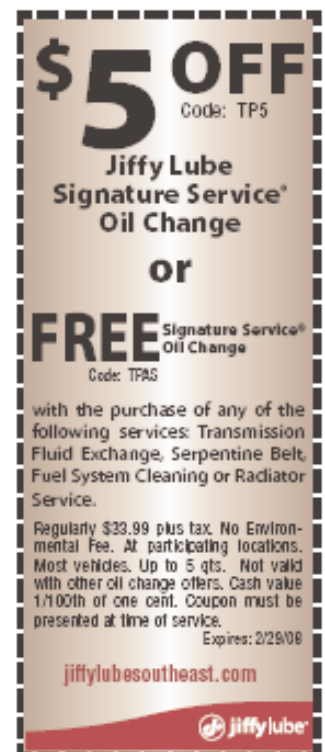 $5 OFF
Code: TP5
Jiffy Lube
Signature Service®
Oil Change
or
FREE Signature Service®
Oil Change
Code: TPAS
with the purchase of any of the
following services: Transmission
Fluid Exchange, Serpentine Belt,
Fuel System Cleaning or Radiator
Service.
Regularly $33.99 plus tax. No Environ-
mental Fee. At participating locations.
Most vehicles. Up to 5 qts. Not valid
with other oil change offers. Cash value
1/100th of one cent. Coupon must be
presented at time of service.
Expires: 2/29/08
jiffylubesoutheast.com
jiffylube®